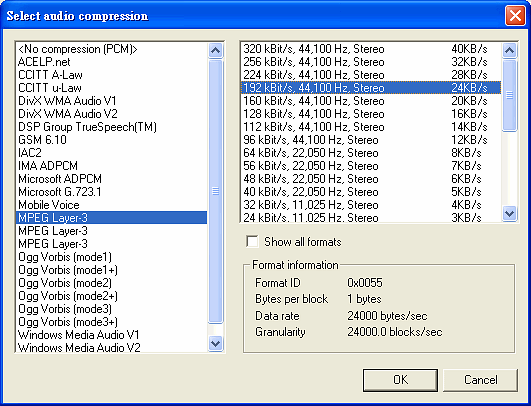 Select audio compression
<No compression (PCM)>
ACELP.net
CCITT A-Law
CCITT u-Law
DivX WMA Audio V1
DivX WMA Audio V2
DSP Group TrueSpeech(TM)
GSM 6.10
IAC2
IMA ADPCM
Microsoft ADPCM
Microsoft G.723.1
Mobile Voice
MPEG Layer-3
MPEG Layer-3
MPEG Layer-3
Ogg Vorbis (mode1)
Ogg Vorbis (mode1+)
Ogg Vorbis (mode2)
Ogg Vorbis (mode2+)
Ogg Vorbis (mode3)
Ogg Vorbis (mode3+)
Windows Media Audio V1
Windows Media Audio V2
320 kBit/s, 44,100 Hz, Stereo 40KB/s
256 kBit/s, 44,100 Hz, Stereo 32KB/s
224 kBit/s, 44,100 Hz, Stereo 28KB/s
192 kBit/s, 44,100 Hz, Stereo 24KB/s
160 kBit/s, 44,100 Hz, Stereo 20KB/s
128 kBit/s, 44,100 Hz, Stereo 16KB/s
112 kBit/s, 44,100 Hz, Stereo 14KB/s
96 kBit/s, 44,100 Hz, Stereo 12KB/s
64 kBit/s, 22,050 Hz, Stereo 8KB/s
56 kBit/s, 22,050 Hz, Stereo 7KB/s
48 kBit/s, 22,050 Hz, Stereo 6KB/s
40 kBit/s, 22,050 Hz, Stereo 5KB/s
32 kBit/s, 11,025 Hz, Stereo 4KB/s
24 kBit/s, 11,025 Hz, Stereo 3KB/s
Show all formats
Format information
Format ID 0x0055
Bytes per block 1 bytes
Data rate 24000 bytes/sec
Granularity 24000.0 blocks/sec
OK
Cancel